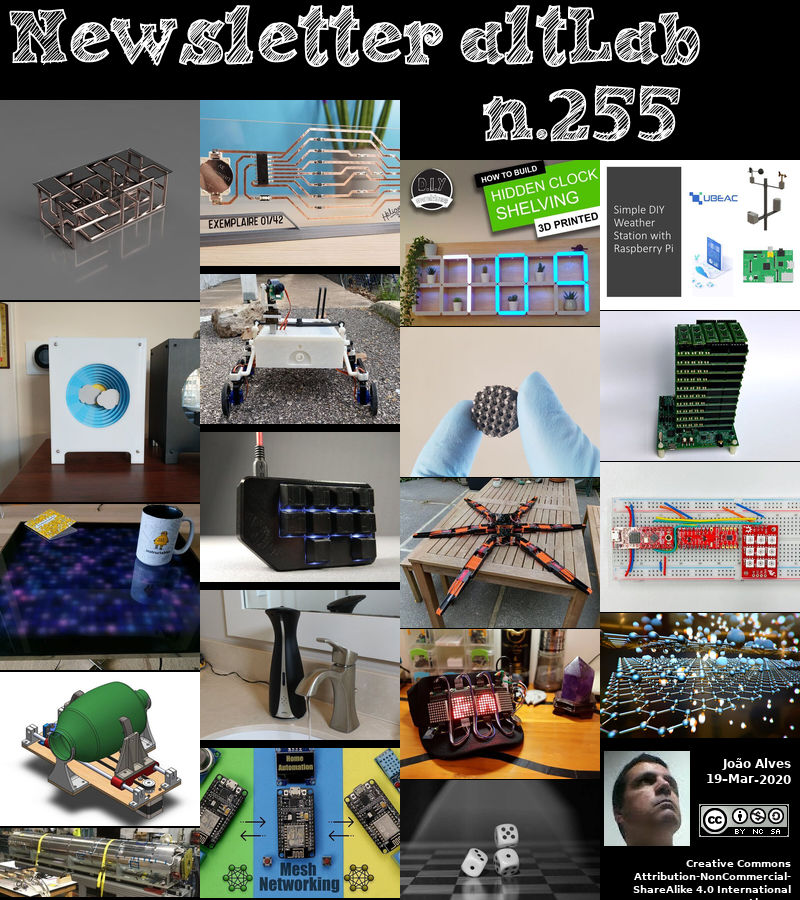 Newsletter altLab
n.255
EXEMPLAIRE 01/42
D.I.Y
HOW TO BUILD
HIDDEN CLOCK
SHELVING
3D PRINTED
Simple DIY
Weather
Station with
Raspberry Pi
UBEAC
instructables
Home
Automation
Mesh
Networking
João Alves
19-Mar-2020
cc
BY NC SA
Creative Commons
Attribution-NonCommercial-
ShareAlike 4.0 International